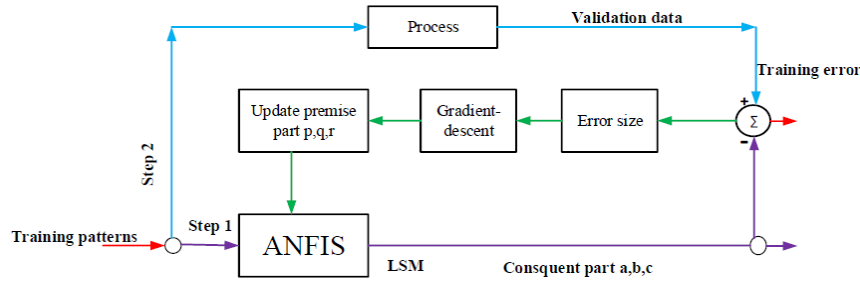 Process
Validation data
Training error
Update premise
part p,q,r
Gradient-
descent
Error size
+
Σ
−
Step 2
Step 1
Training patterns
ANFIS
LSM
Consquent part a,b,c